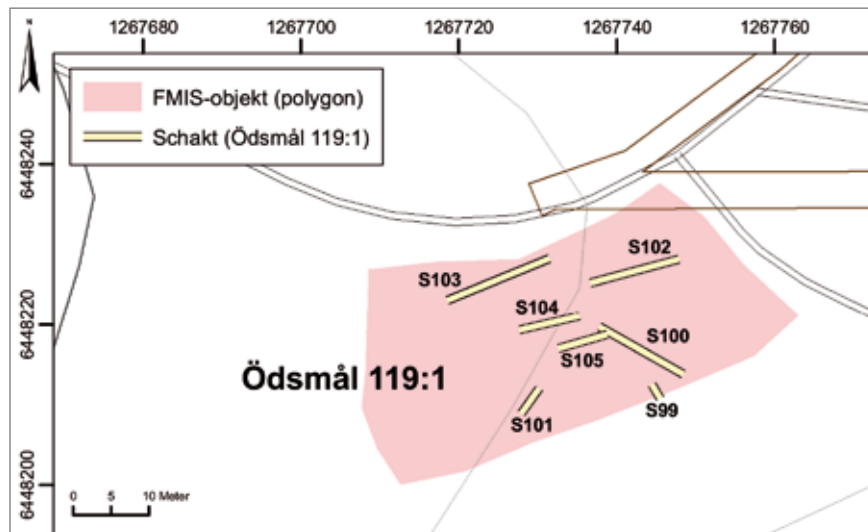 1267680 1267700 1267720 1267740 1267760
N
FMIS-objekt (polygon)
Schakt (Ödsmål 119:1)
6448240
S102
S103
S104
6448220
S100
S105
Ödsmål 119:1
S99
S101
6448200
0 5 10 Meter